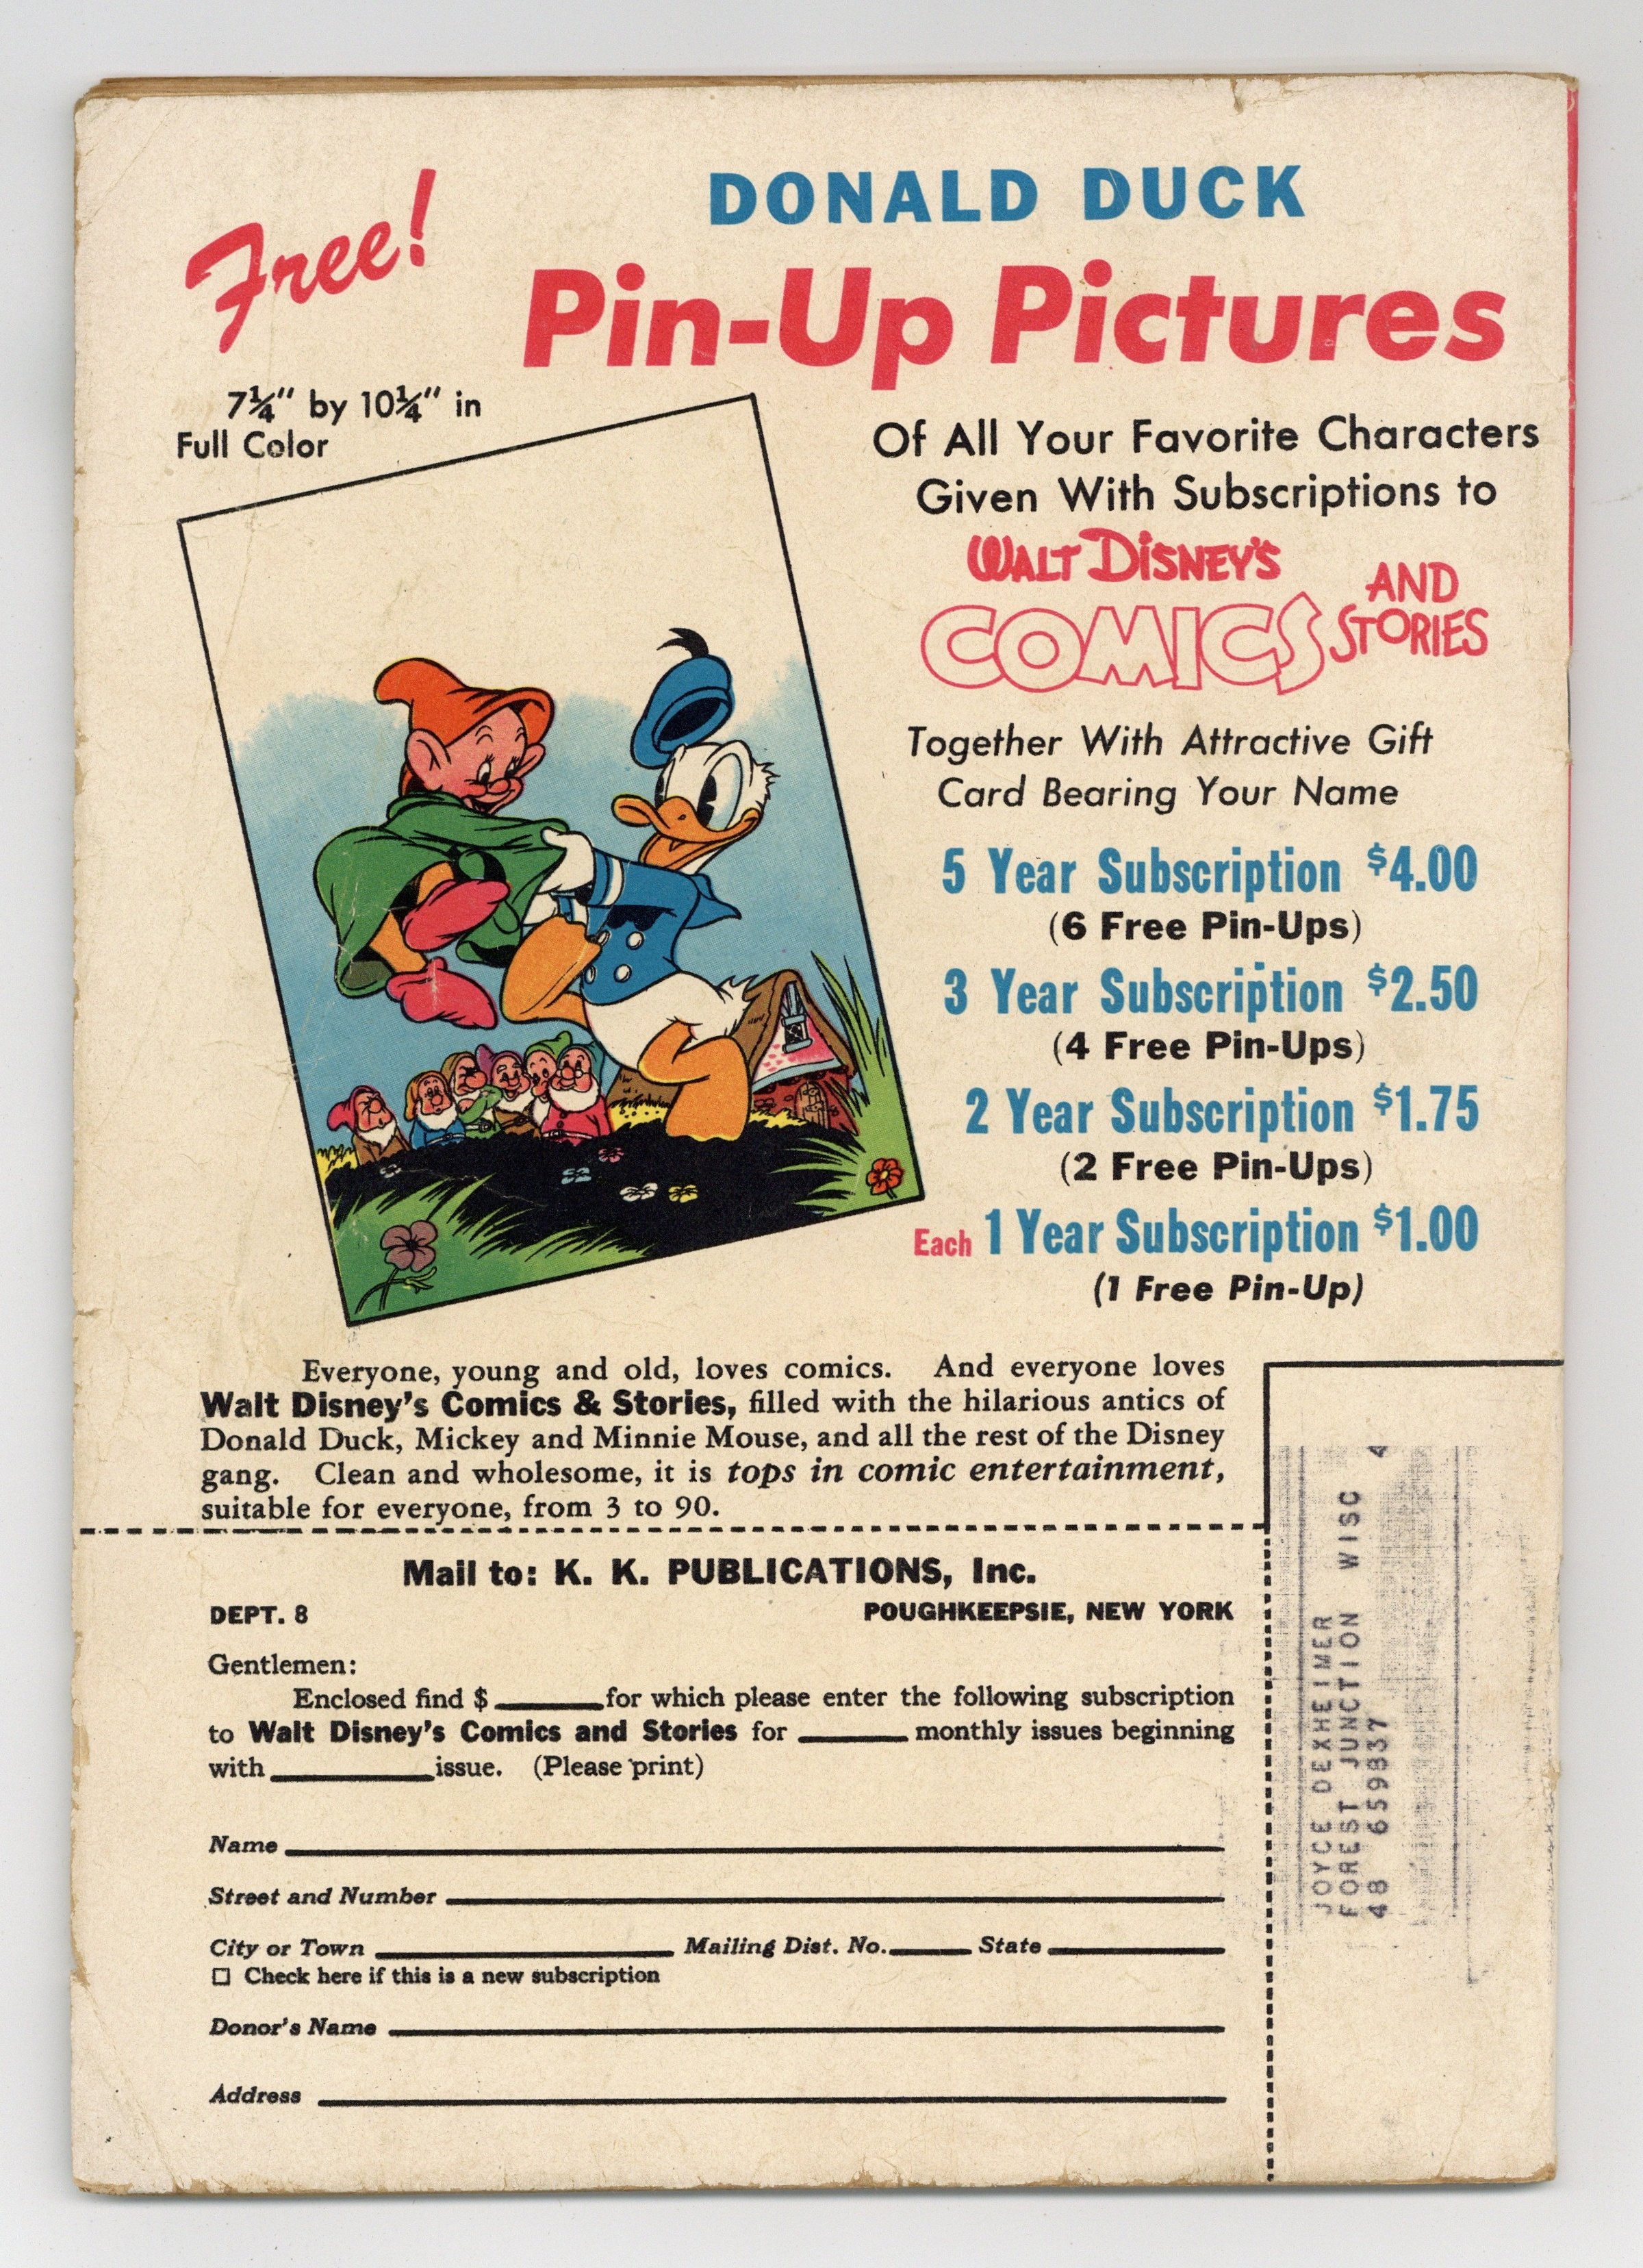 Free!
DONALD DUCK
Pin-Up Pictures
7¼" by 10¼" in
Full Color
Of All Your Favorite Characters
Given With Subscriptions to
WALT DISNEY'S
COMICS AND STORIES
Together With Attractive Gift
Card Bearing Your Name
5 Year Subscription $4.00
(6 Free Pin-Ups)
3 Year Subscription $2.50
(4 Free Pin-Ups)
2 Year Subscription $1.75
(2 Free Pin-Ups)
Each 1 Year Subscription $1.00
(1 Free Pin-Up)
Everyone, young and old, loves comics. And everyone loves
Walt Disney's Comics & Stories, filled with the hilarious antics of
Donald Duck, Mickey and Minnie Mouse, and all the rest of the Disney
gang. Clean and wholesome, it is tops in comic entertainment,
suitable for everyone, from 3 to 90.
Mail to: K. K. PUBLICATIONS, Inc.
DEPT. 8 POUGHKEEPSIE, NEW YORK
Gentlemen:
Enclosed find $ ______ for which please enter the following subscription
to Walt Disney's Comics and Stories for ______ monthly issues beginning
with ______ issue. (Please print)
Name
Street and Number
City or Town ______ Mailing Dist. No. ______ State ______
☐ Check here if this is a new subscription
Donor's Name
Address
JOYCE DEXHEIMER
FOREST JUNCTION WISC
48 659837 4